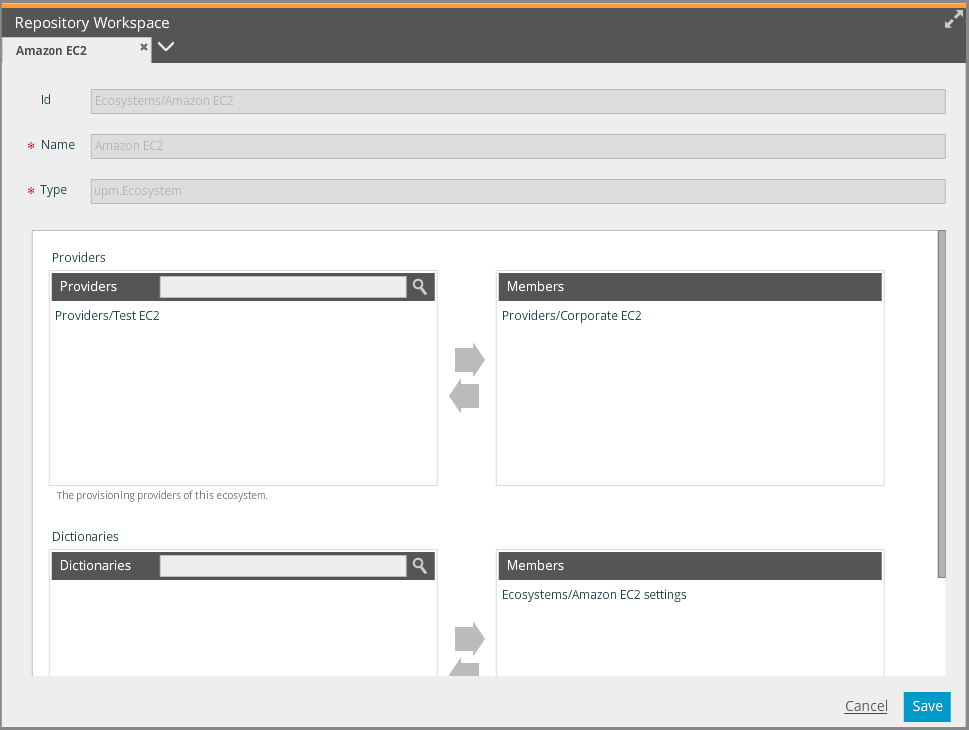 Repository Workspace
Amazon EC2
Id
Ecosystems/Amazon EC2
* Name
Amazon EC2
* Type
upm.Ecosystem
Providers
Providers
Members
Providers/Test EC2
Providers/Corporate EC2
The provisioning providers of this ecosystem.
Dictionaries
Dictionaries
Members
Ecosystems/Amazon EC2 settings
Cancel
Save